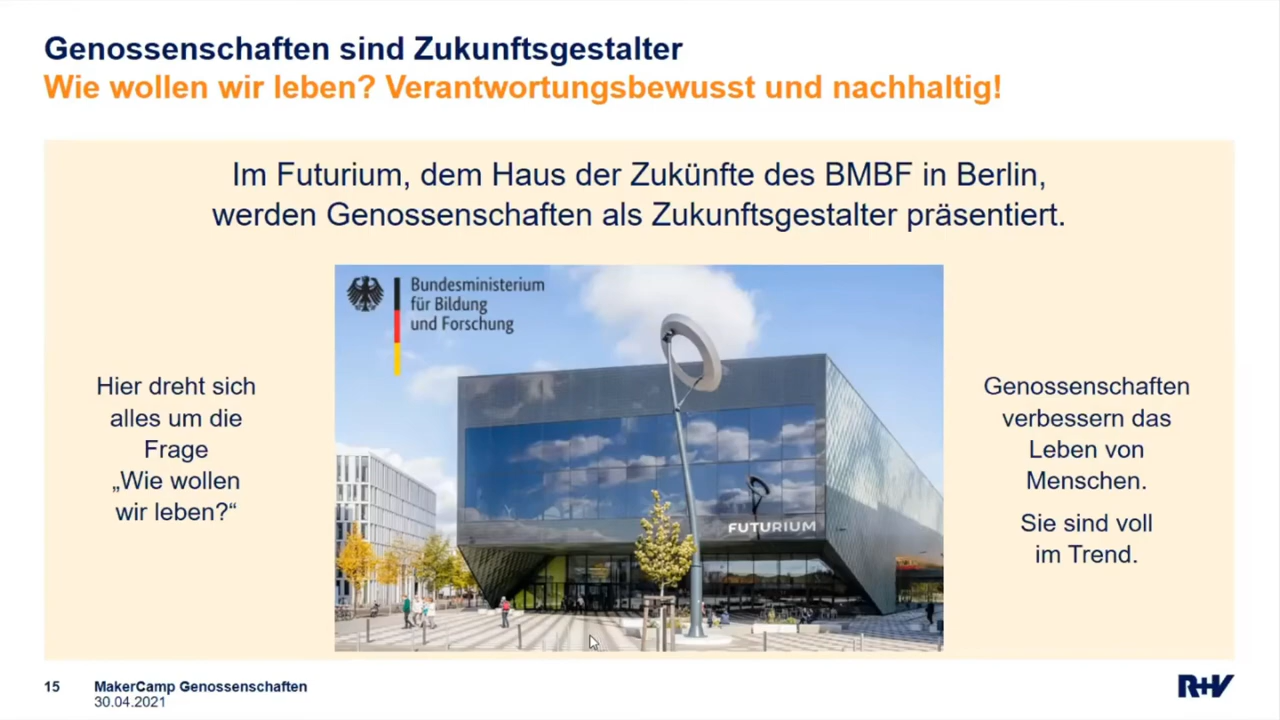 Genossenschaften sind Zukunftsgestalter
Wie wollen wir leben? Verantwortungsbewusst und nachhaltig!
Im Futurium, dem Haus der Zukünfte des BMBF in Berlin,
werden Genossenschaften als Zukunftsgestalter präsentiert.
Bundesministerium
für Bildung
und Forschung
Hier dreht sich
alles um die
Frage
„Wie wollen
wir leben?“
FUTURIUM
Genossenschaften
verbessern das
Leben von
Menschen.
Sie sind voll
im Trend.
15 MakerCamp Genossenschaften
30.04.2021
R+V